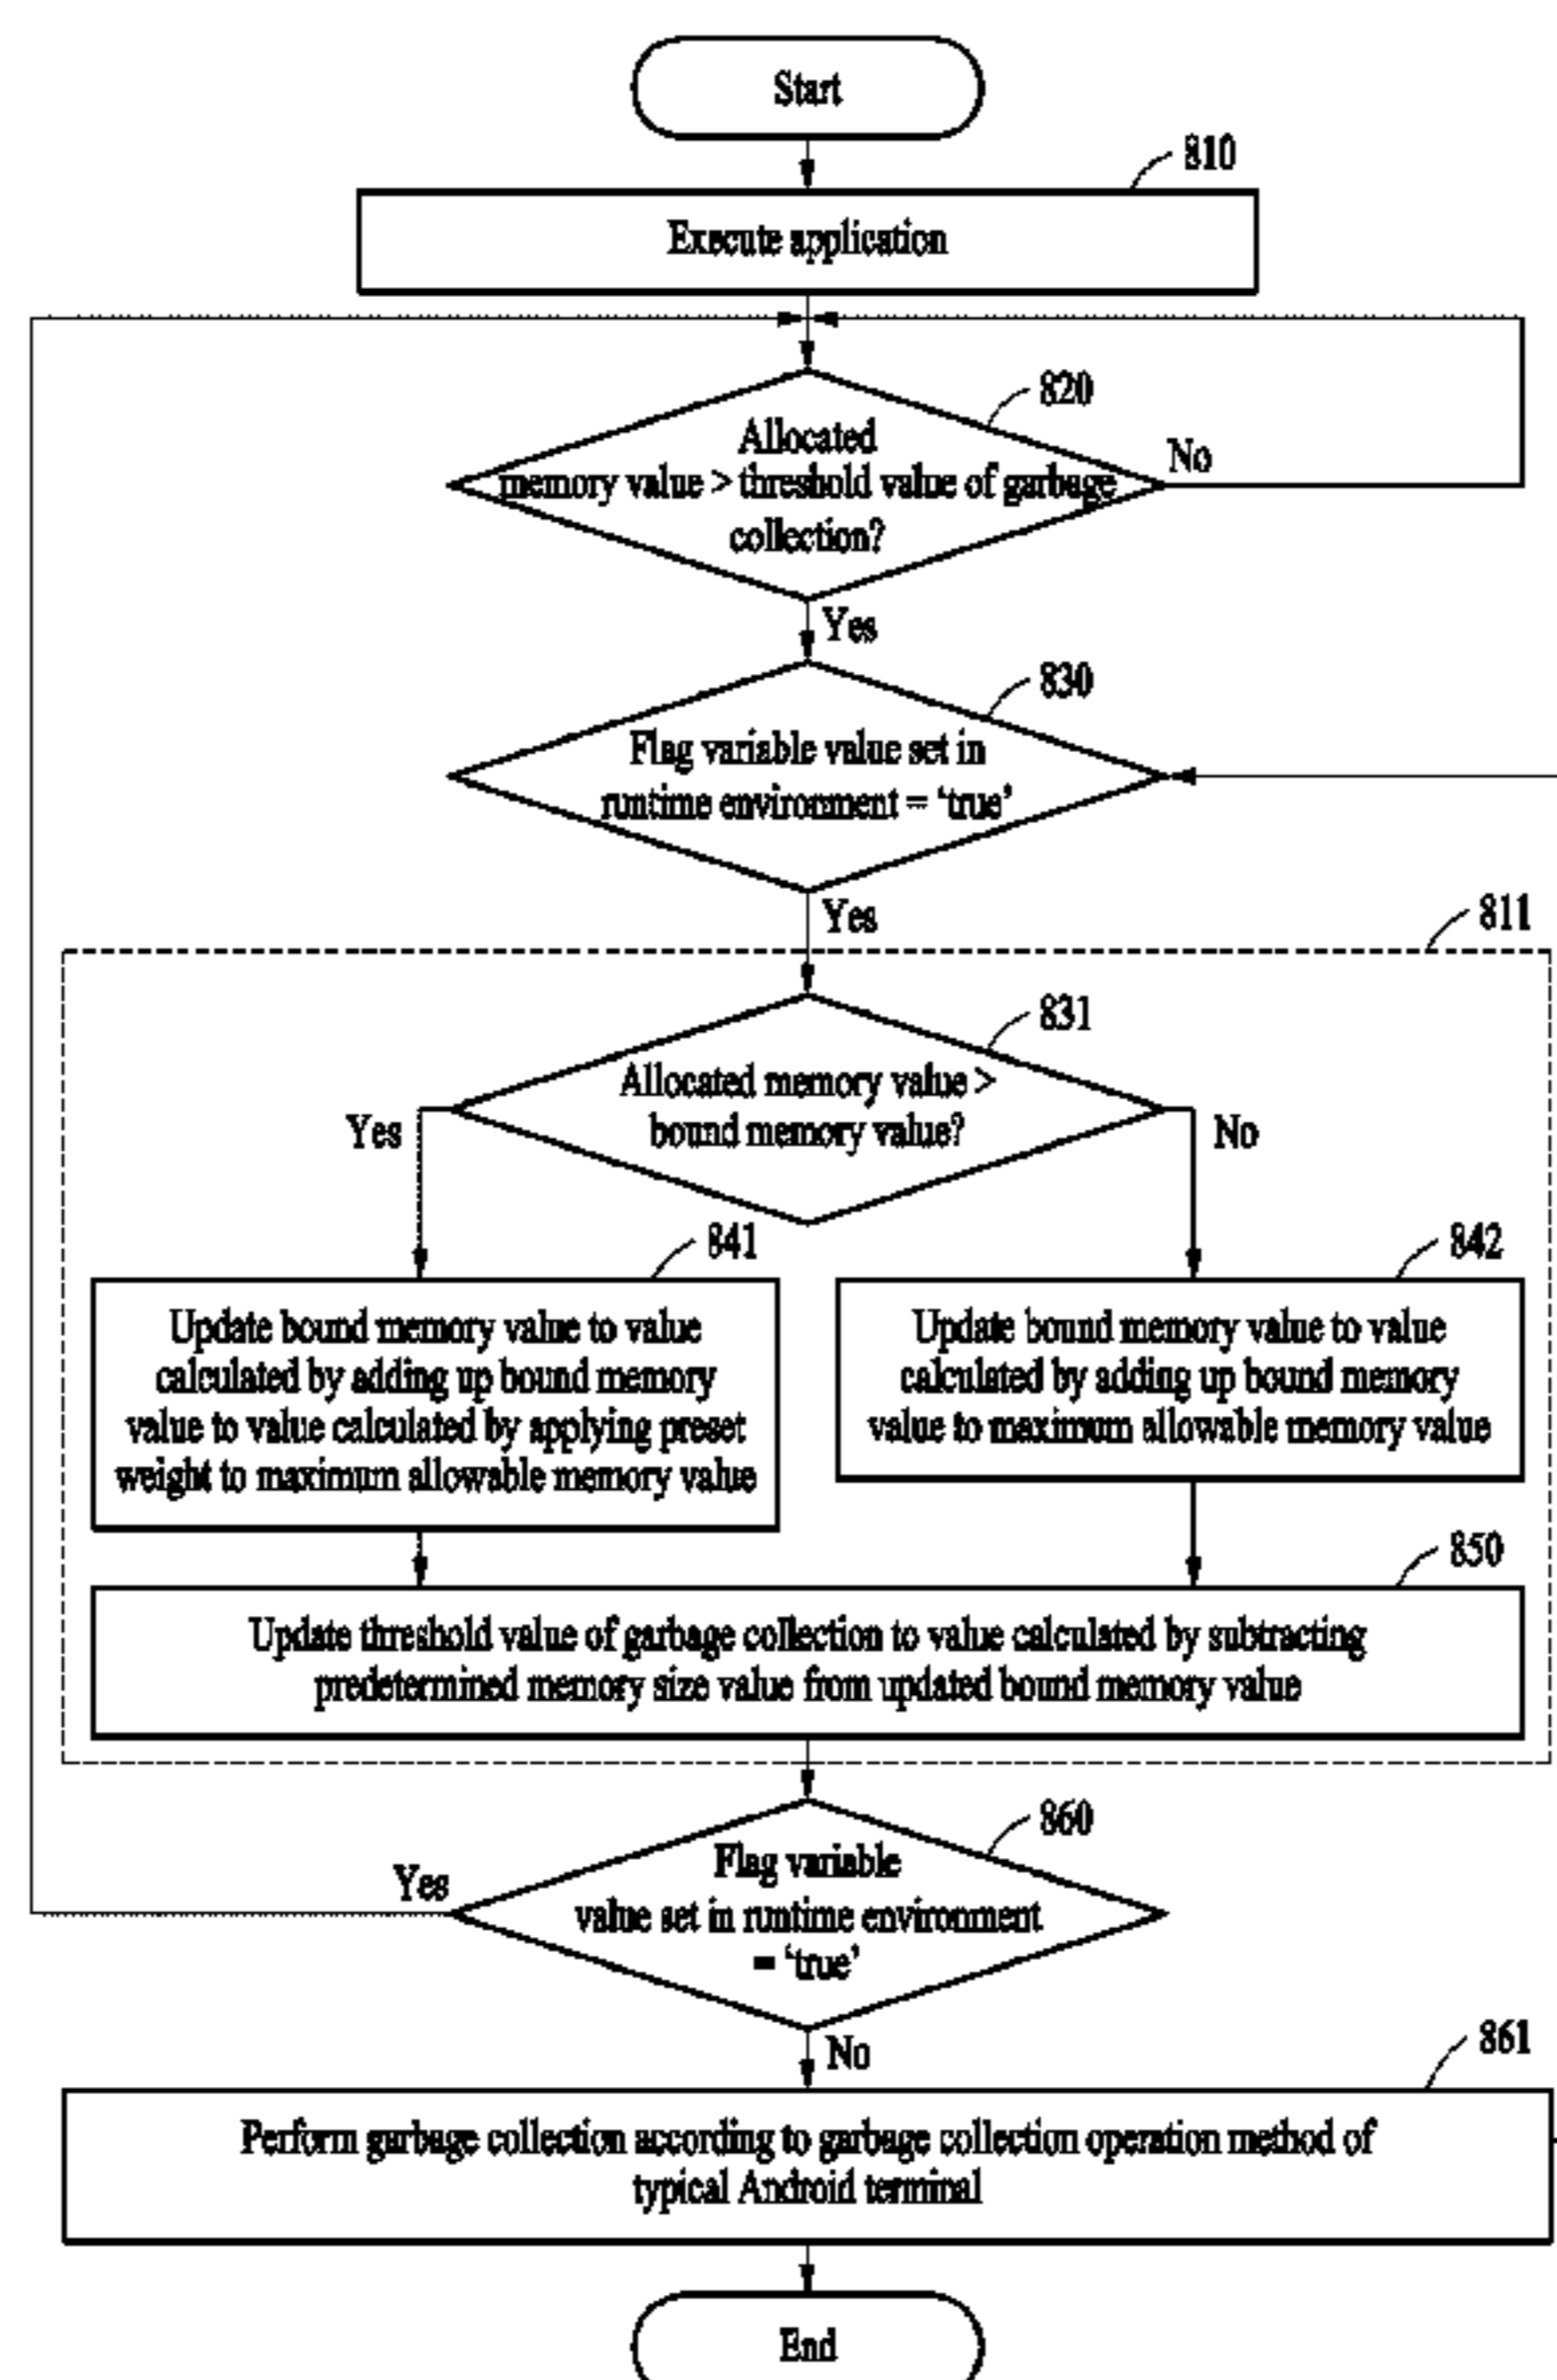 Start
810
Execute application
820
Allocated
memory value > threshold value of garbage
collection?
No
Yes
830
Flag variable value set in
runtime environment = ‘true’
Yes
811
831
Allocated memory value >
bound memory value?
Yes
No
841
Update bound memory value to value
calculated by adding up bound memory
value to value calculated by applying preset
weight to maximum allowable memory value
842
Update bound memory value to value
calculated by adding up bound memory
value to maximum allowable memory value
850
Update threshold value of garbage collection to value calculated by subtracting
predetermined memory size value from updated bound memory value
860
Flag variable
value set in runtime environment
= ‘true’
Yes
No
861
Perform garbage collection according to garbage collection operation method of
typical Android terminal
End